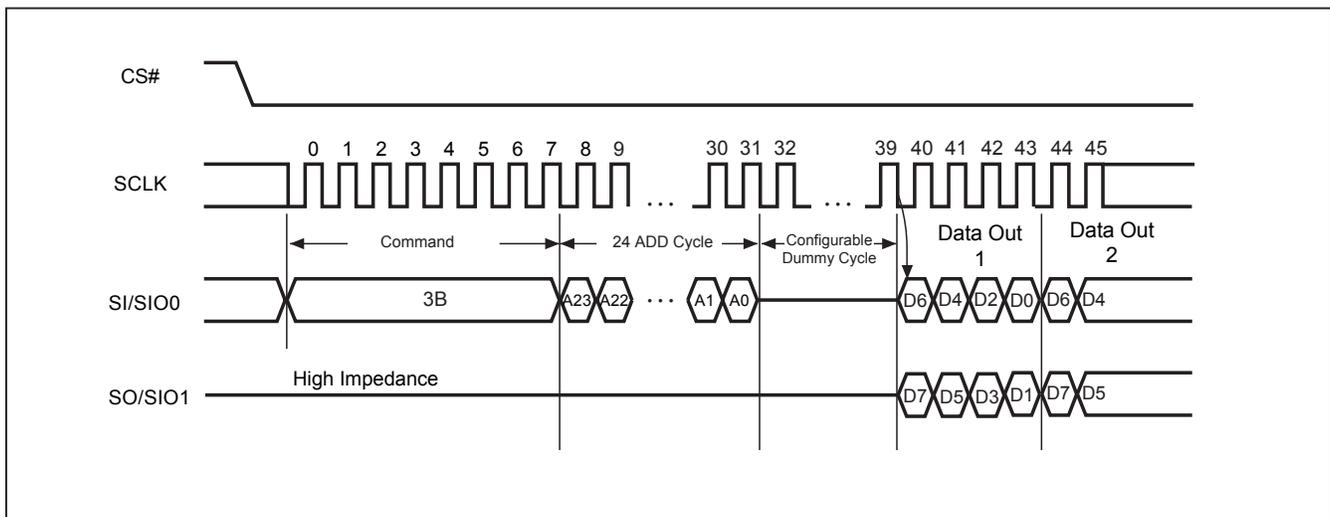 CS#
0 1 2 3 4 5 6 7 8 9 30 31 32 39 40 41 42 43 44 45
SCLK
... ...
Command 24 ADD Cycle Configurable Dummy Cycle Data Out 1 Data Out 2
SI/SIO0 3B A23 A22 ... A1 A0 D6 D4 D2 D0 D6 D4
High Impedance
SO/SIO1 D7 D5 D3 D1 D7 D5